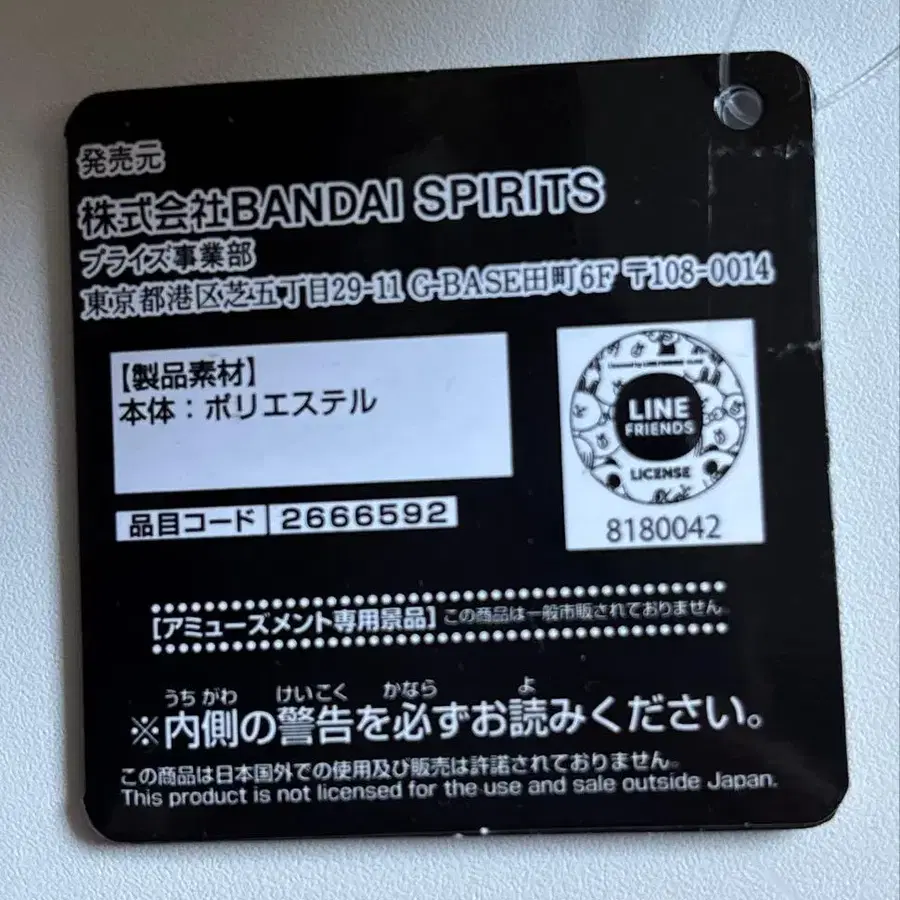 発売元
株式会社BANDAI SPIRITS
プライズ事業部
東京都港区芝五丁目29-11 G-BASE田町6F 〒108-0014
【製品素材】
本体：ポリエステル
LINE
FRIENDS
LICENSE
8180042
品目コード 2666592
[アミューズメント専用景品] この商品は一般市販されておりません。
うちがわ けいこく かなら よ
※内側の警告を必ずお読みください。
この商品は日本国外での使用及び販売は許諾されておりません。
This product is not licensed for the use and sale outside Japan.